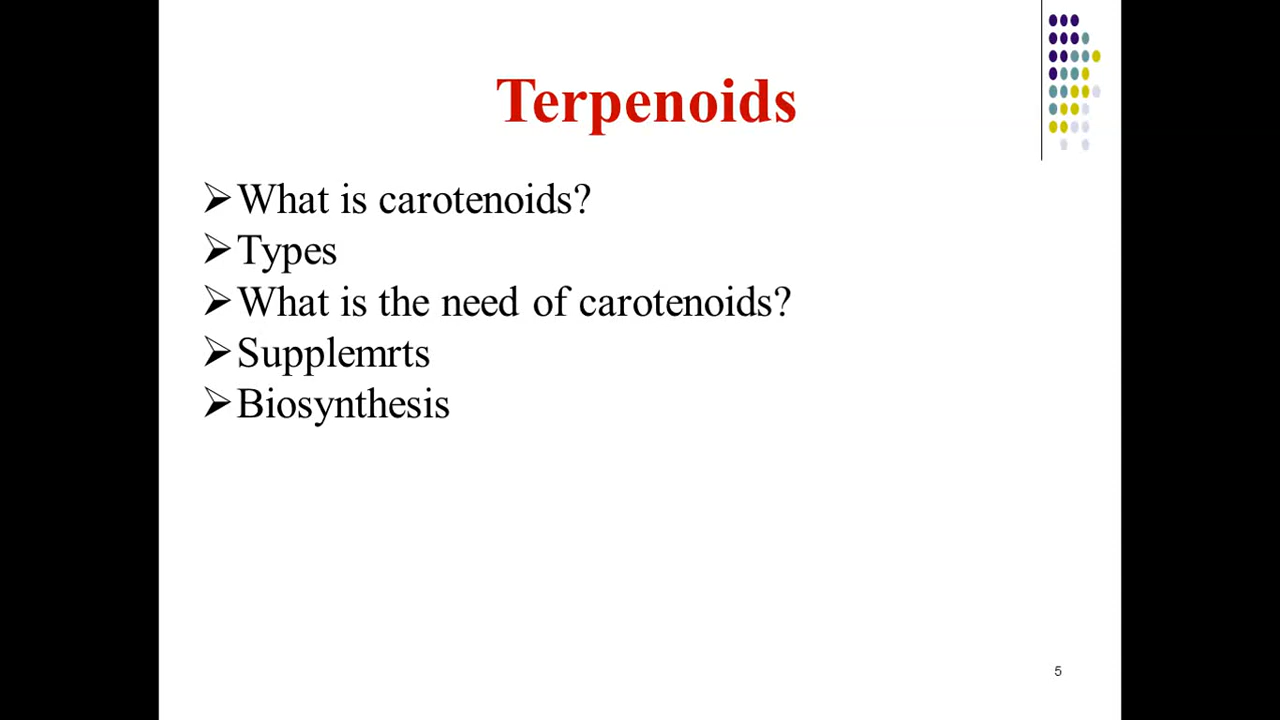 Terpenoids
➢What is carotenoids?
➢Types
➢What is the need of carotenoids?
➢Supplemrts
➢Biosynthesis
5